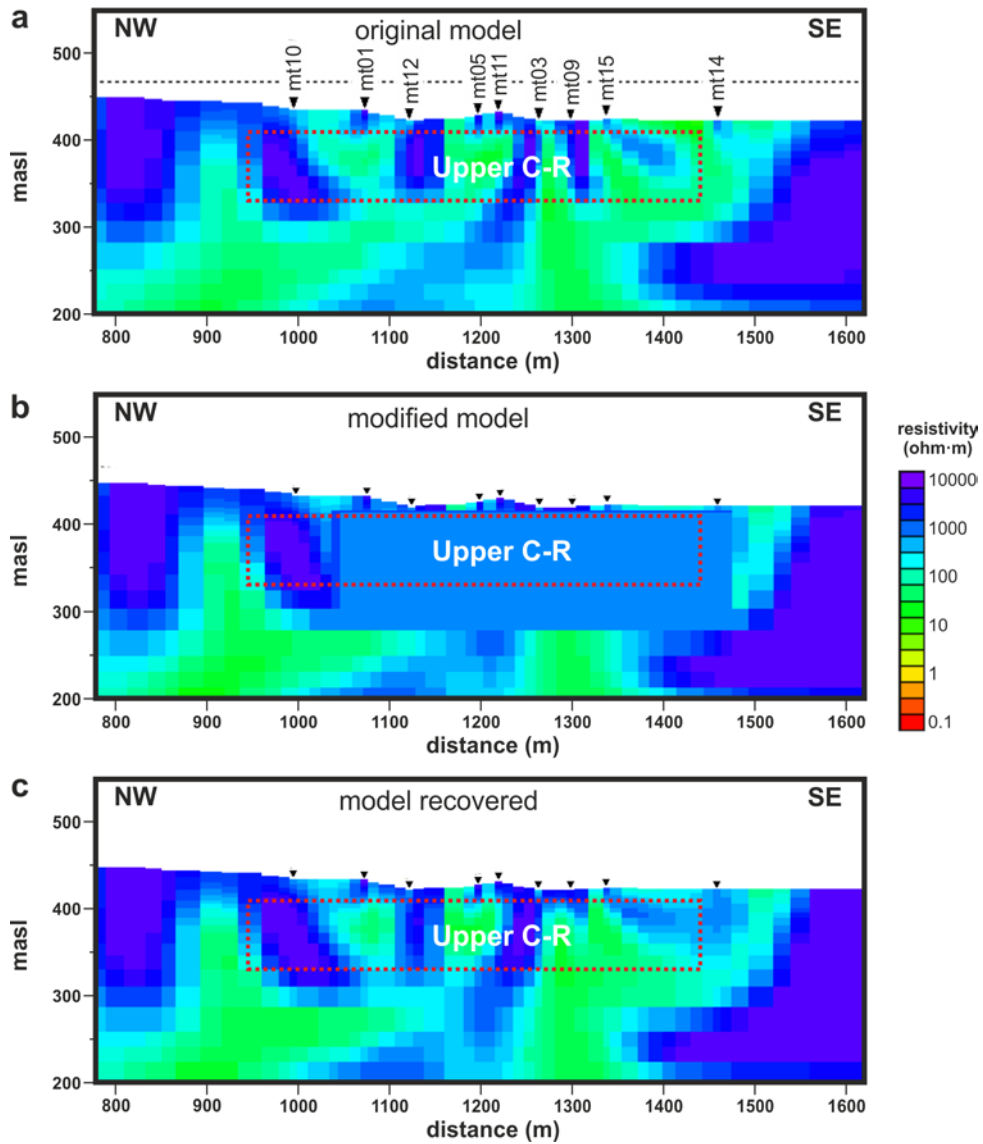 a
NW
original model
SE
500
400
300
200
masl
mt10
mt01
mt12
mt05
mt11
mt03
mt09
mt15
mt14
Upper C-R
800 900 1000 1100 1200 1300 1400 1500 1600
distance (m)
b
NW
modified model
SE
500
400
300
200
masl
Upper C-R
800 900 1000 1100 1200 1300 1400 1500 1600
distance (m)
resistivity
(ohm·m)
10000
1000
100
10
1
0.1
c
NW
model recovered
SE
500
400
300
200
masl
Upper C-R
800 900 1000 1100 1200 1300 1400 1500 1600
distance (m)